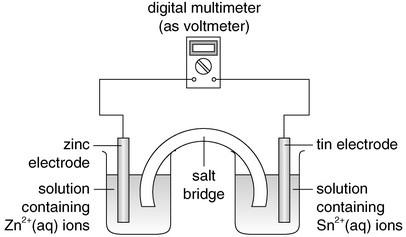 digital multimeter
(as voltmeter)
zinc
electrode
tin electrode
salt
bridge
solution
containing
Zn²⁺(aq) ions
solution
containing
Sn²⁺(aq) ions